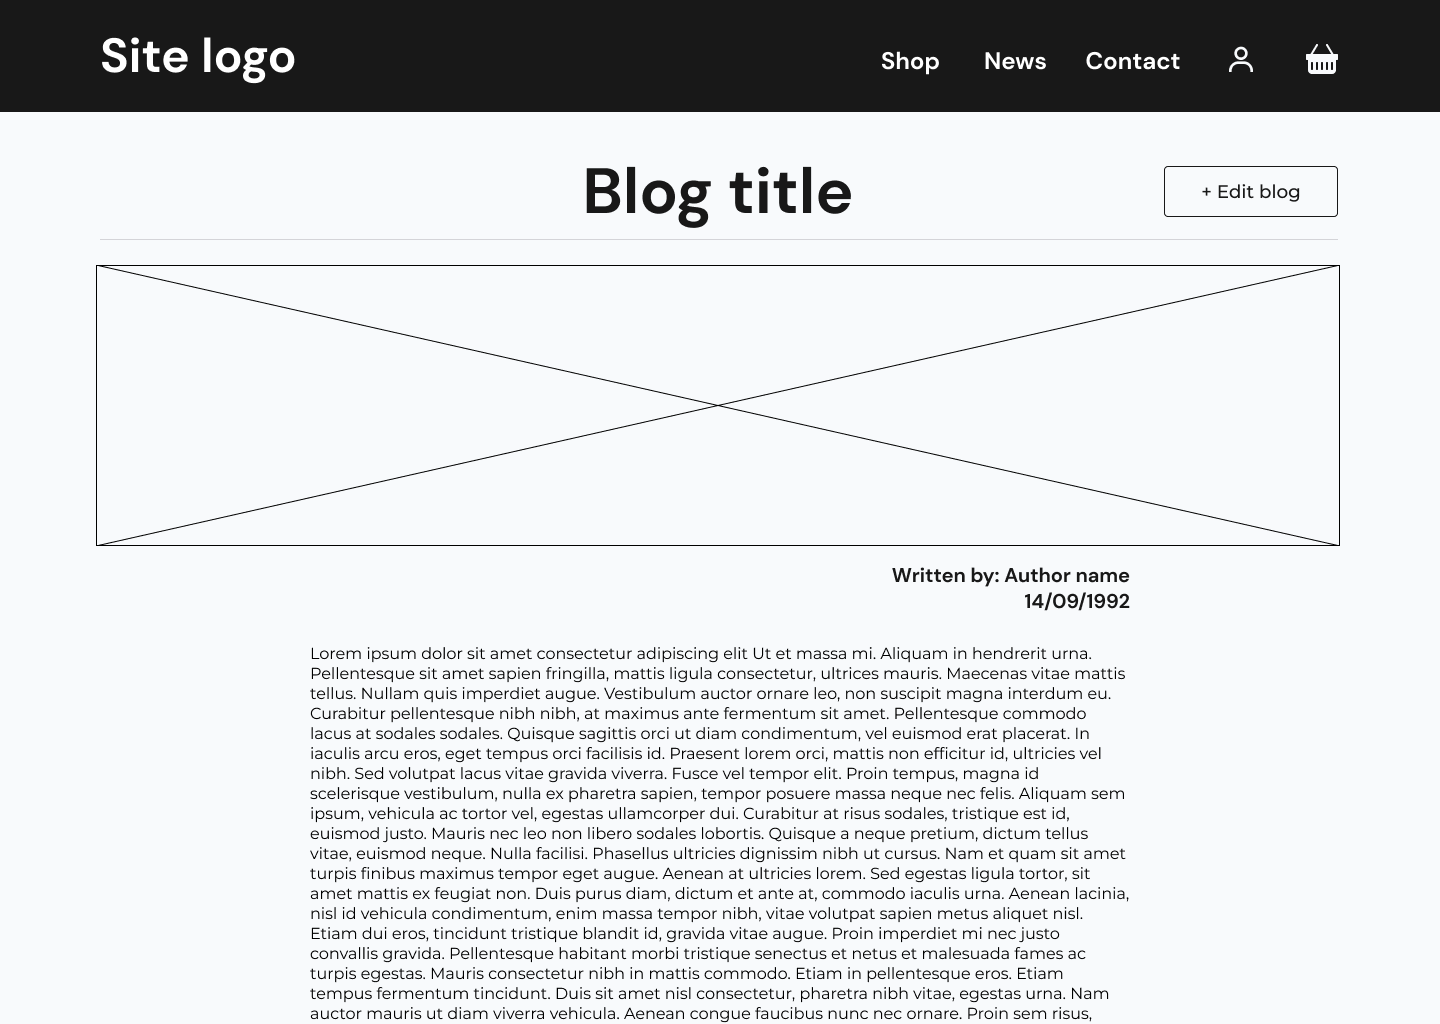 Site logo
Shop News Contact
Blog title
+ Edit blog
Written by: Author name
14/09/1992
Lorem ipsum dolor sit amet consectetur adipiscing elit Ut et massa mi. Aliquam in hendrerit urna.
Pellentesque sit amet sapien fringilla, mattis ligula consectetur, ultrices mauris. Maecenas vitae mattis
tellus. Nullam quis imperdiet augue. Vestibulum auctor ornare leo, non suscipit magna interdum eu.
Curabitur pellentesque nibh nibh, at maximus ante fermentum sit amet. Pellentesque commodo
lacus at sodales sodales. Quisque sagittis orci ut diam condimentum, vel euismod erat placerat. In
iaculis arcu eros, eget tempus orci facilisis id. Praesent lorem orci, mattis non efficitur id, ultricies vel
nibh. Sed volutpat lacus vitae gravida viverra. Fusce vel tempor elit. Proin tempus, magna id
scelerisque vestibulum, nulla ex pharetra sapien, tempor posuere massa neque nec felis. Aliquam sem
ipsum, vehicula ac tortor vel, egestas ullamcorper dui. Curabitur at risus sodales, tristique est id,
euismod justo. Mauris nec leo non libero sodales lobortis. Quisque a neque pretium, dictum tellus
vitae, euismod neque. Nulla facilisi. Phasellus ultricies dignissim nibh ut cursus. Nam et quam sit amet
turpis finibus maximus tempor eget augue. Aenean at ultricies lorem. Sed egestas ligula tortor, sit
amet mattis ex feugiat non. Duis purus diam, dictum et ante at, commodo iaculis urna. Aenean lacinia,
nisl id vehicula condimentum, enim massa tempor nibh, vitae volutpat sapien metus aliquet nisl.
Etiam dui eros, tincidunt tristique blandit id, gravida vitae augue. Proin imperdiet mi nec justo
convallis gravida. Pellentesque habitant morbi tristique senectus et netus et malesuada fames ac
turpis egestas. Mauris consectetur nibh in mattis commodo. Etiam in pellentesque eros. Etiam
tempus fermentum tincidunt. Duis sit amet nisl consectetur, pharetra nibh vitae, egestas urna. Nam
auctor mauris ut diam viverra vehicula. Aenean congue faucibus nunc nec ornare. Proin sem risus,